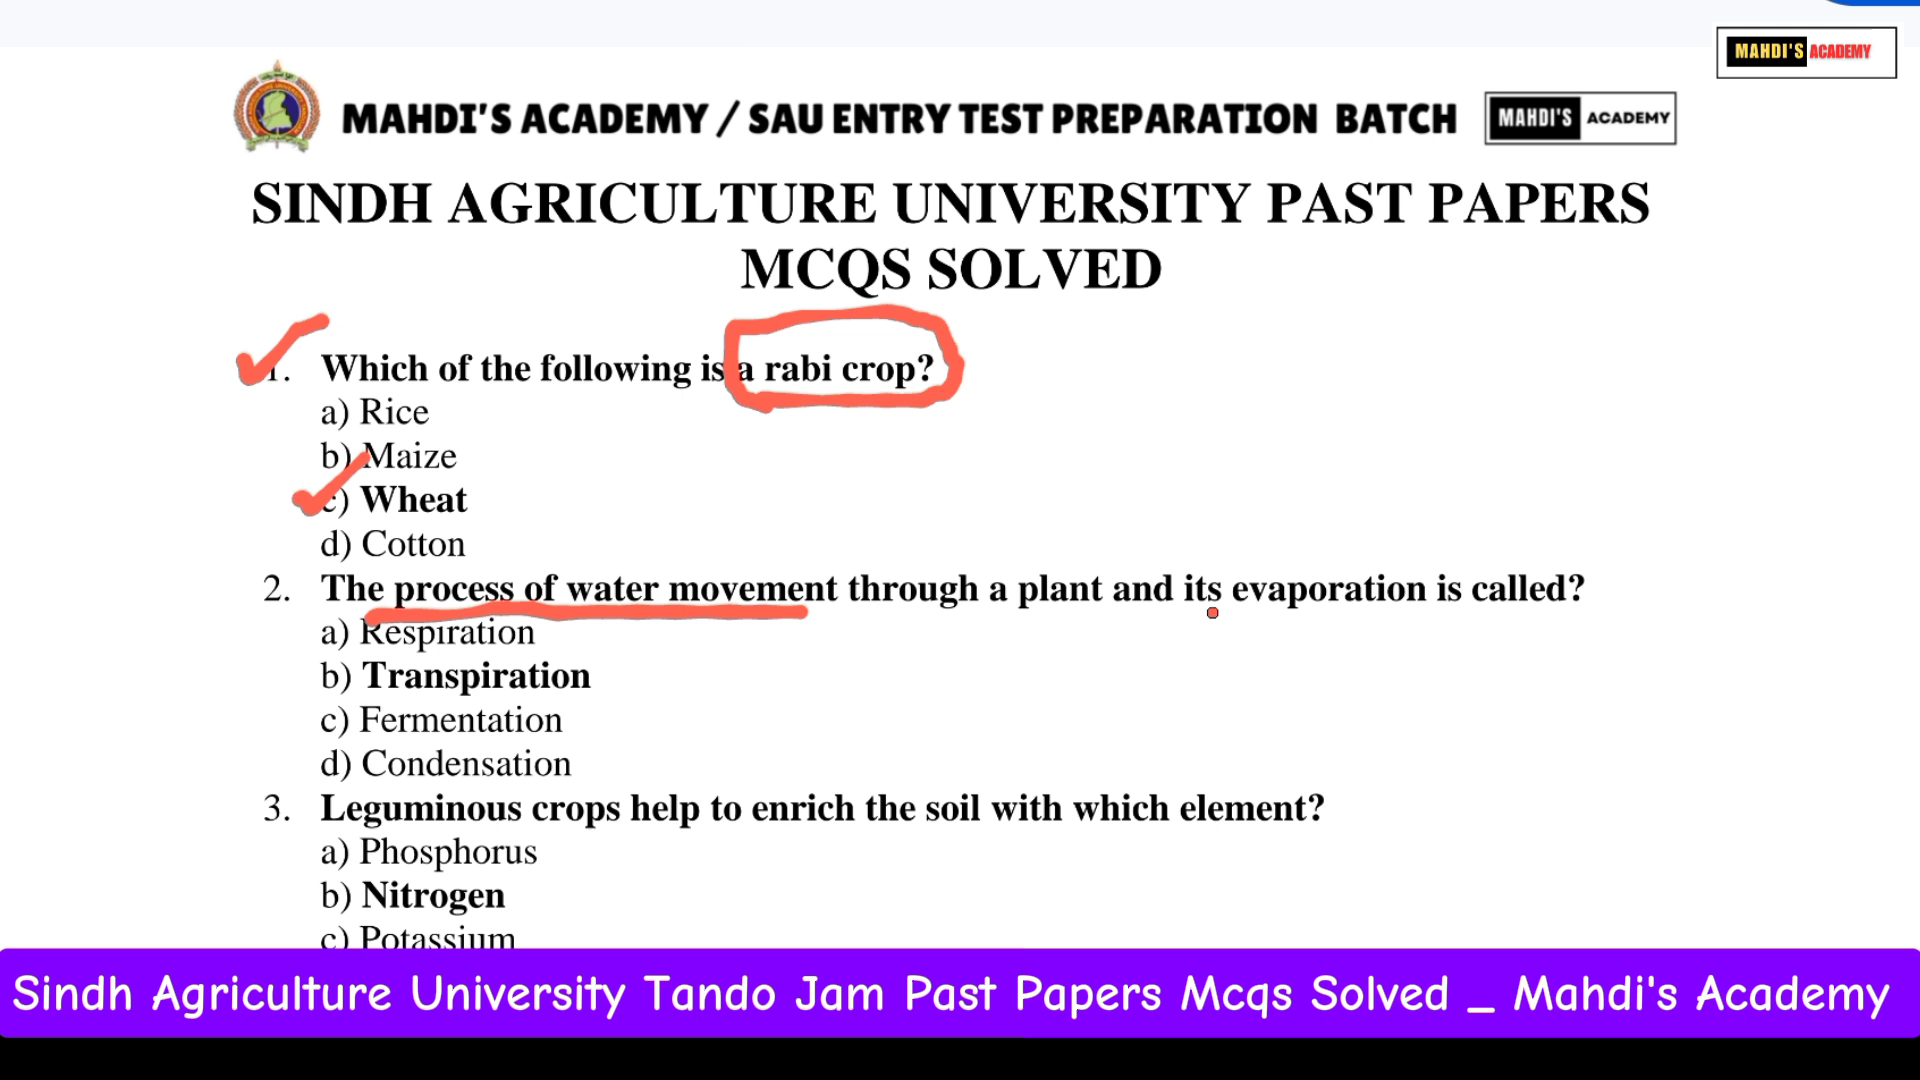 MAHDI'S ACADEMY
MAHDI'S ACADEMY / SAU ENTRY TEST PREPARATION BATCH MAHDI'S ACADEMY
SINDH AGRICULTURE UNIVERSITY PAST PAPERS
MCQS SOLVED
1. Which of the following is a rabi crop?
a) Rice
b) Maize
c) Wheat
d) Cotton
2. The process of water movement through a plant and its evaporation is called?
a) Respiration
b) Transpiration
c) Fermentation
d) Condensation
3. Leguminous crops help to enrich the soil with which element?
a) Phosphorus
b) Nitrogen
c) Potassium
Sindh Agriculture University Tando Jam Past Papers Mcqs Solved _ Mahdi's Academy